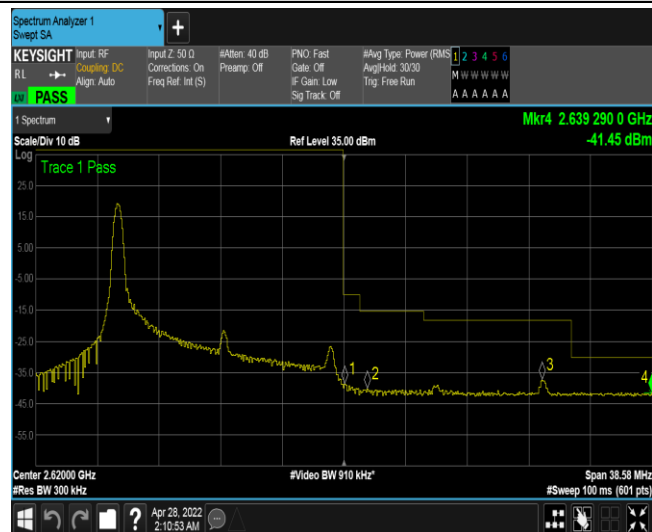 Spectrum Analyzer 1
Swept SA
KEYSIGHT
RL
PASS
Input: RF
Coupling: DC
Align: Auto
Input Z: 50 Ω
Corrections: On
Freq Ref: Int (S)
#Atten: 40 dB
Preamp: Off
PNO: Fast
Gate: Off
IF Gain: Low
Sig Track: Off
#Avg Type: Power (RMS
Avg|Hold: 30/30
Trig: Free Run
1 2 3 4 5 6
M W W W W W
A A A A A A
1 Spectrum
Scale/Div 10 dB
Ref Level 35.00 dBm
Mkr4 2.639 290 0 GHz
-41.45 dBm
Log
Trace 1 Pass
25.0
15.0
5.00
-5.00
-15.0
-25.0
-35.0
-45.0
-55.0
1
2
3
4
Center 2.62000 GHz
#Video BW 910 kHz*
Span 38.58 MHz
#Res BW 300 kHz
#Sweep 100 ms (601 pts)
Apr 28, 2022
2:10:53 AM